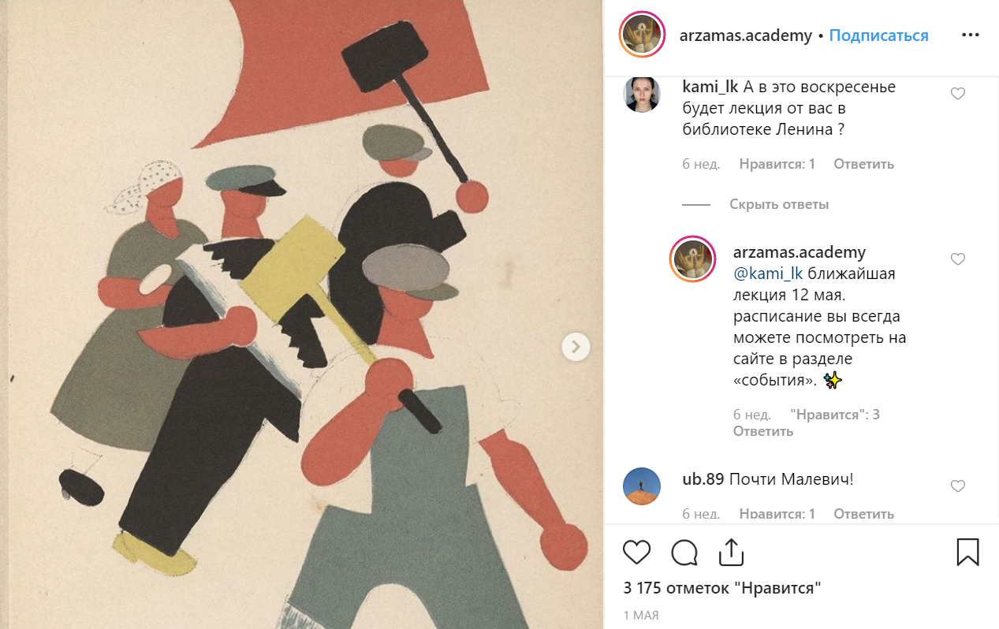 arzamas.academy • Подписаться
kami_lk А в это воскресенье
будет лекция от вас в
библиотеке Ленина ?
6 нед. Нравится: 1 Ответить
Скрыть ответы
arzamas.academy
@kami_lk ближайшая
лекция 12 мая.
расписание вы всегда
можете посмотреть на
сайте в разделе
«события». ✨
6 нед. "Нравится": 3
Ответить
ub.89 Почти Малевич!
6 нед. Нравится: 1 Ответить
3 175 отметок "Нравится"
1 МАЯ